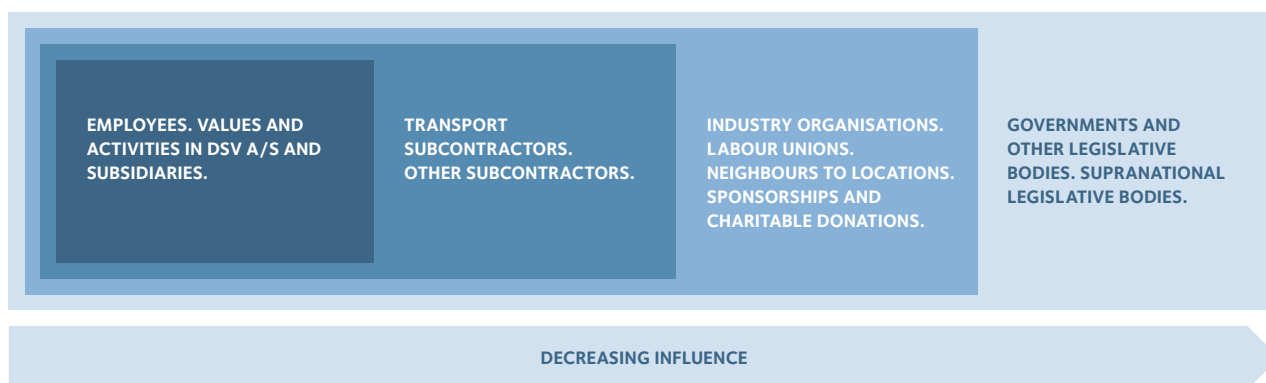 EMPLOYEES. VALUES AND
ACTIVITIES IN DSV A/S AND
SUBSIDIARIES.
TRANSPORT
SUBCONTRACTORS.
OTHER SUBCONTRACTORS.
INDUSTRY ORGANISATIONS.
LABOUR UNIONS.
NEIGHBOURS TO LOCATIONS.
SPONSORSHIPS AND
CHARITABLE DONATIONS.
GOVERNMENTS AND
OTHER LEGISLATIVE
BODIES. SUPRANATIONAL
LEGISLATIVE BODIES.
DECREASING INFLUENCE